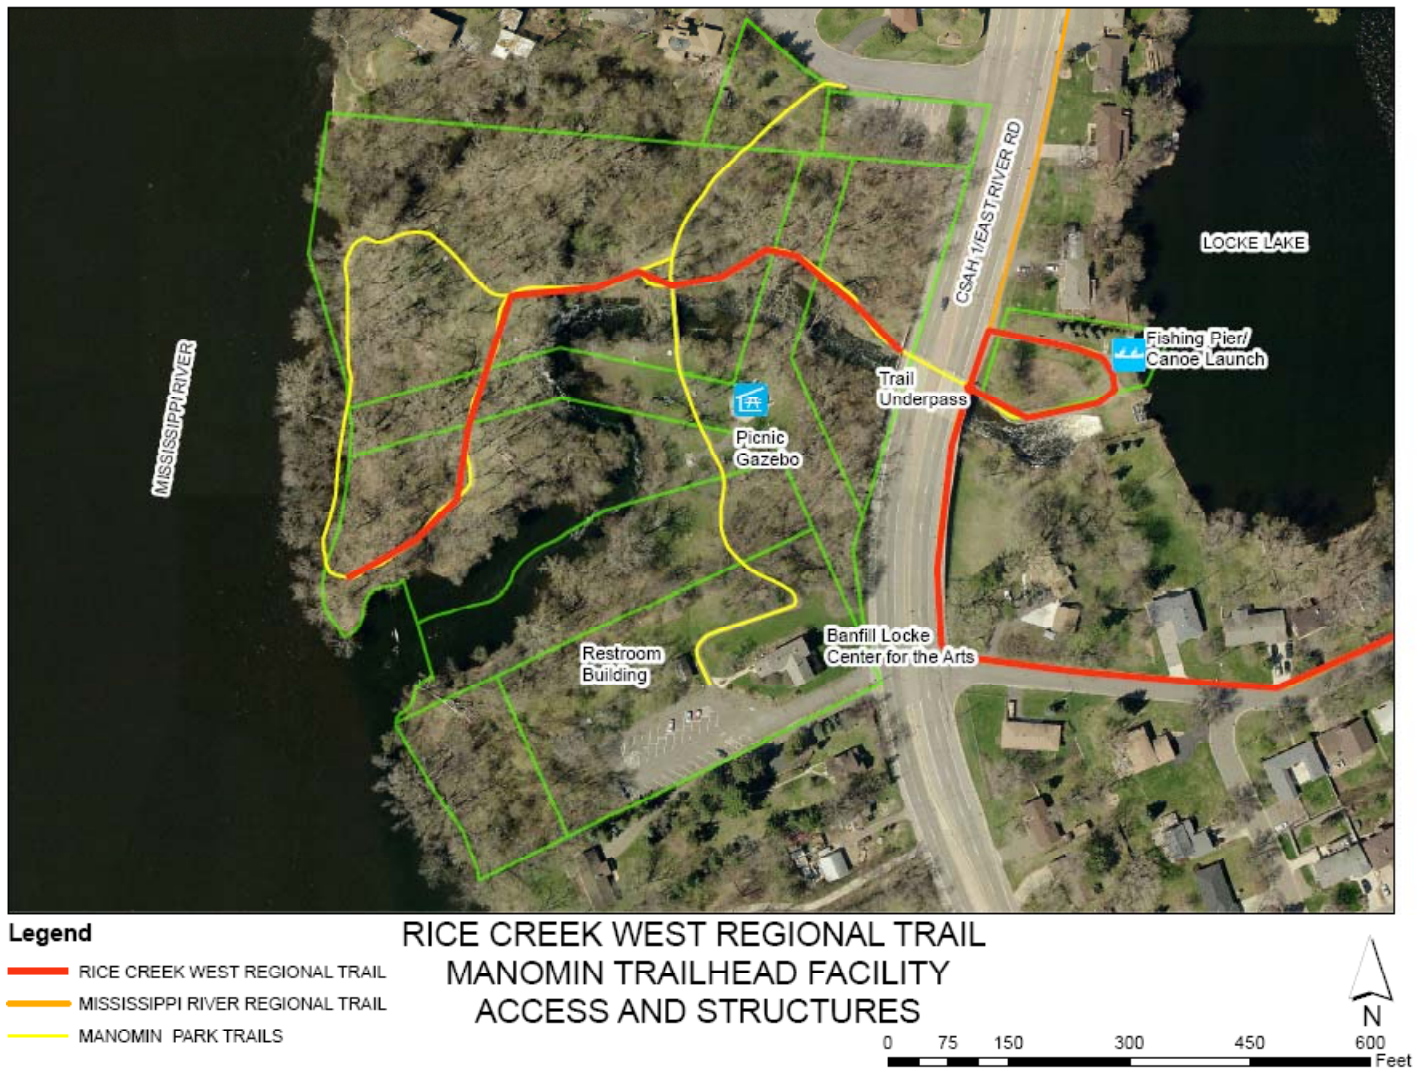 CSAH 1/EAST RIVER RD
LOCKE LAKE
Fishing Pier/
Canoe Launch
MISSISSIPPI RIVER
Trail
Underpass
Picnic
Gazebo
Restroom
Building
Banfill Locke
Center for the Arts
Legend
RICE CREEK WEST REGIONAL TRAIL
MISSISSIPPI RIVER REGIONAL TRAIL
MANOMIN PARK TRAILS
RICE CREEK WEST REGIONAL TRAIL
MANOMIN TRAILHEAD FACILITY
ACCESS AND STRUCTURES
N
0 75 150 300 450 600
Feet